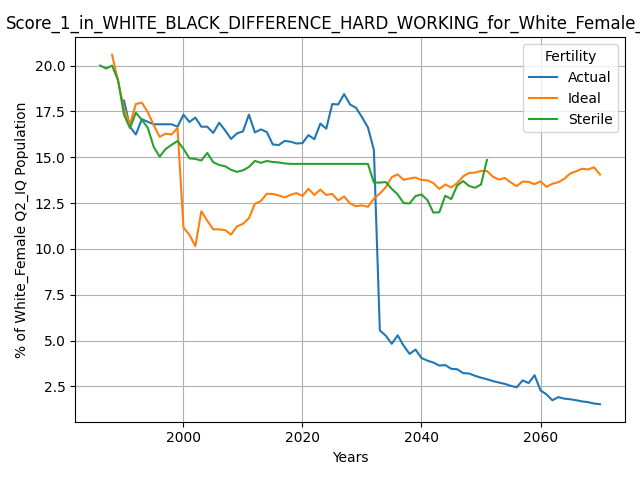 Score_1_in_WHITE_BLACK_DIFFERENCE_HARD_WORKING_for_White_Female_
Fertility
Actual
Ideal
Sterile
% of White_Female Q2_IQ Population
20.0
17.5
15.0
12.5
10.0
7.5
5.0
2.5
2000
2020
2040
2060
Years